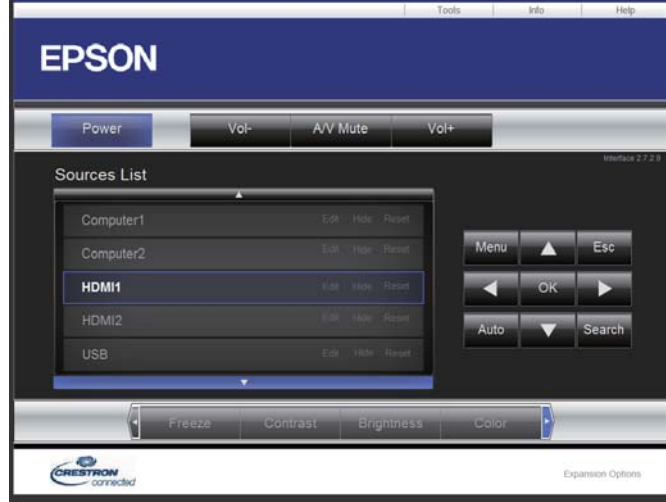 Tools Info Help
EPSON
Power Vol- A/V Mute Vol+
Interface 2.7.2.9
Sources List
Computer1 Edit Hide Reset
Computer2 Edit Hide Reset
HDMI1 Edit Hide Reset
HDMI2 Edit Hide Reset
USB Edit Hide Reset
Menu Esc
OK
Auto Search
Freeze Contrast Brightness Color
CRESTRON
connected
Expansion Options